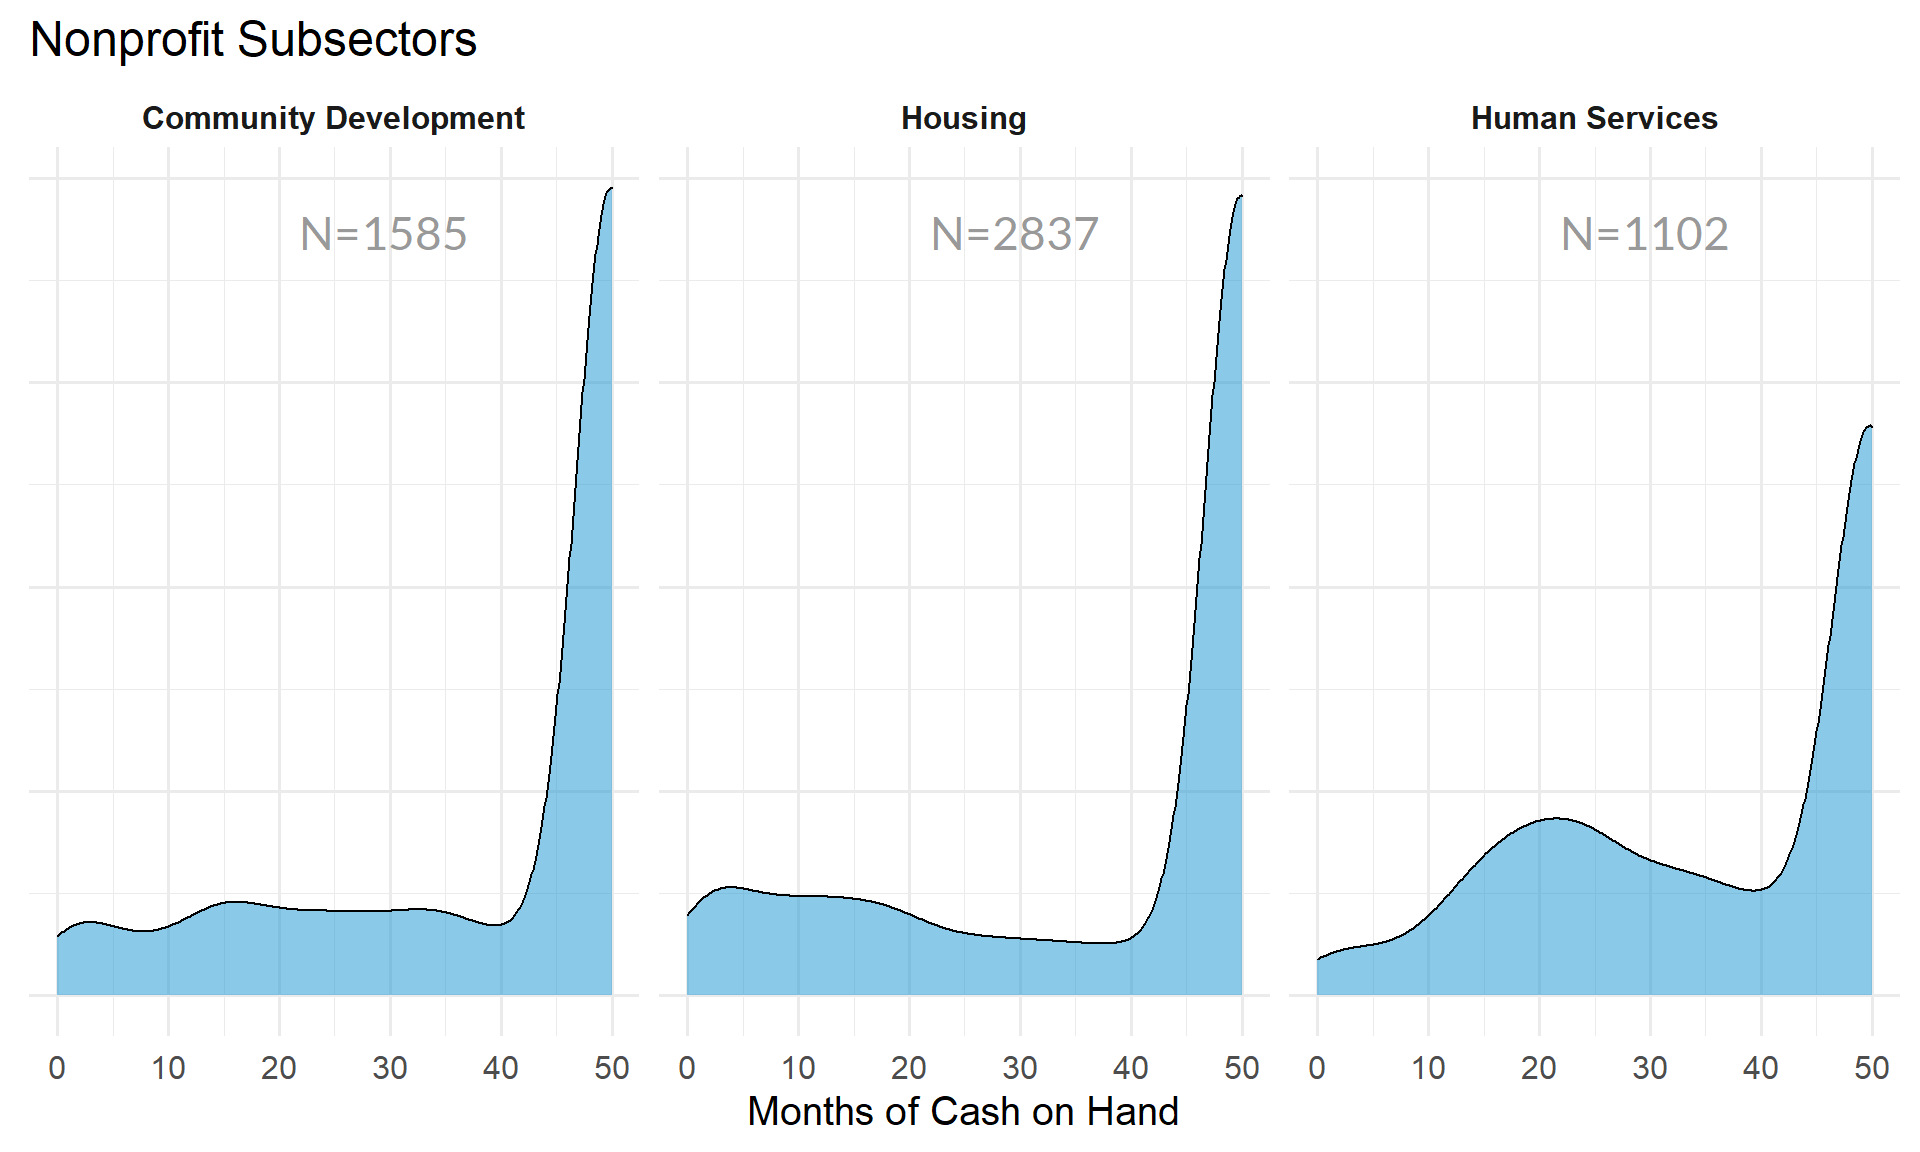 Nonprofit Subsectors
Community Development
Housing
Human Services
N=1585
N=2837
N=1102
0 10 20 30 40 50
0 10 20 30 40 50
0 10 20 30 40 50
Months of Cash on Hand